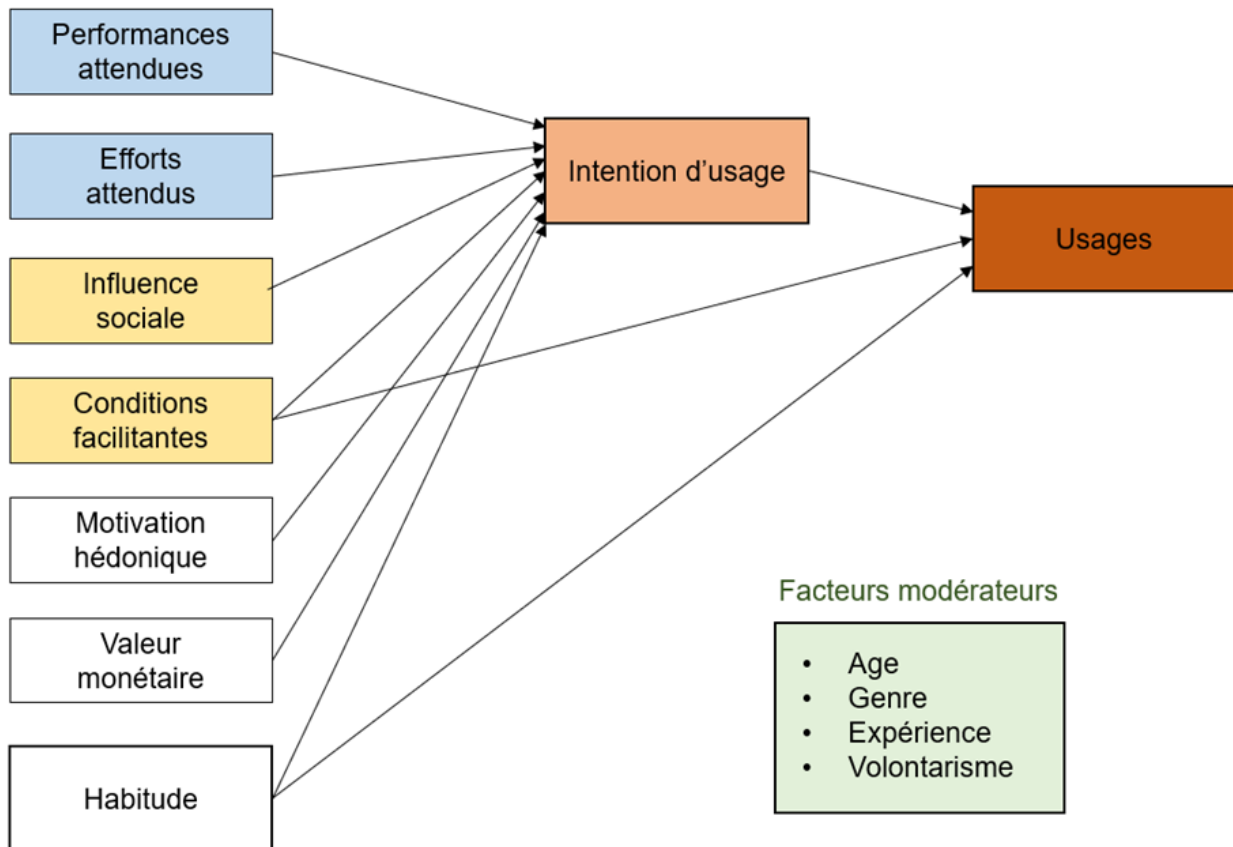 Performances
attendues
Efforts
attendus
Influence
sociale
Conditions
facilitantes
Motivation
hédonique
Valeur
monétaire
Habitude
Intention d'usage
Usages
Facteurs modérateurs
• Age
• Genre
• Expérience
• Volontarisme